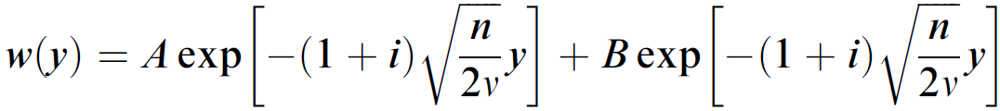 w(y) = A exp[−(1 + i)√(n/2v) y] + B exp[−(1 + i)√(n/2v) y]